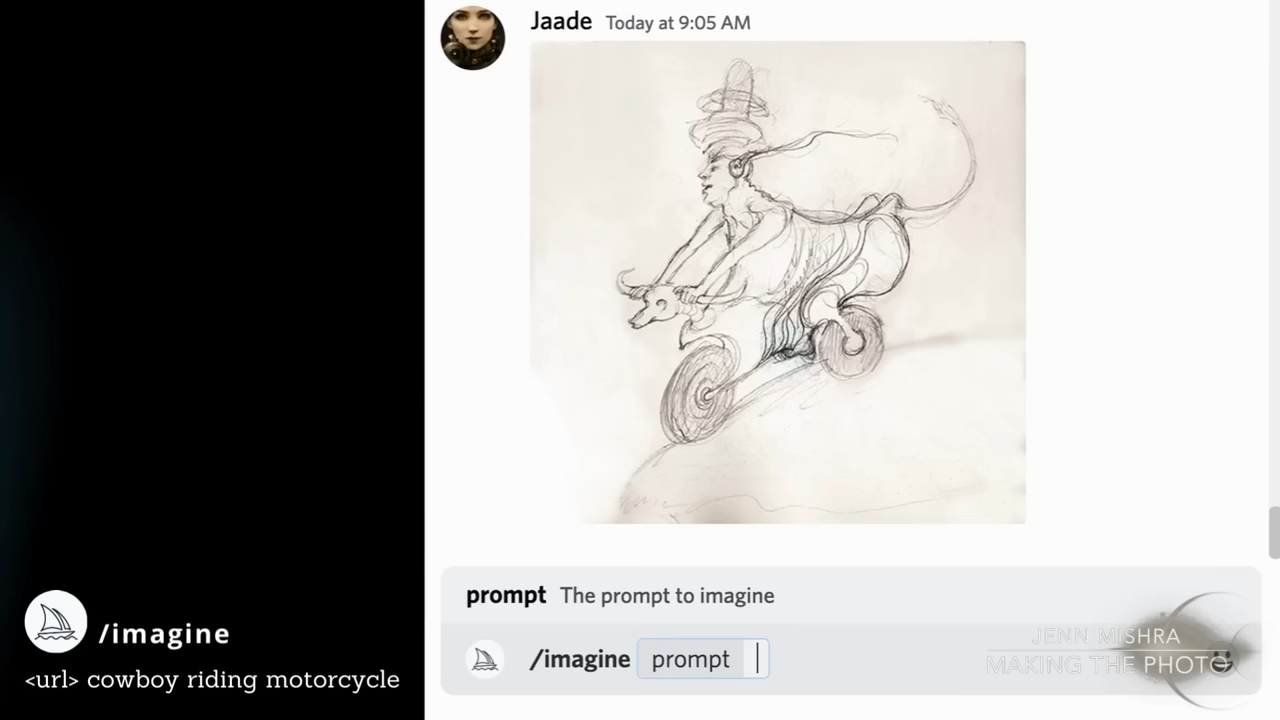 Jaade Today at 9:05 AM
prompt The prompt to imagine
/imagine prompt
/imagine
<url> cowboy riding motorcycle
JENN MISHRA
MAKING THE PHOTO